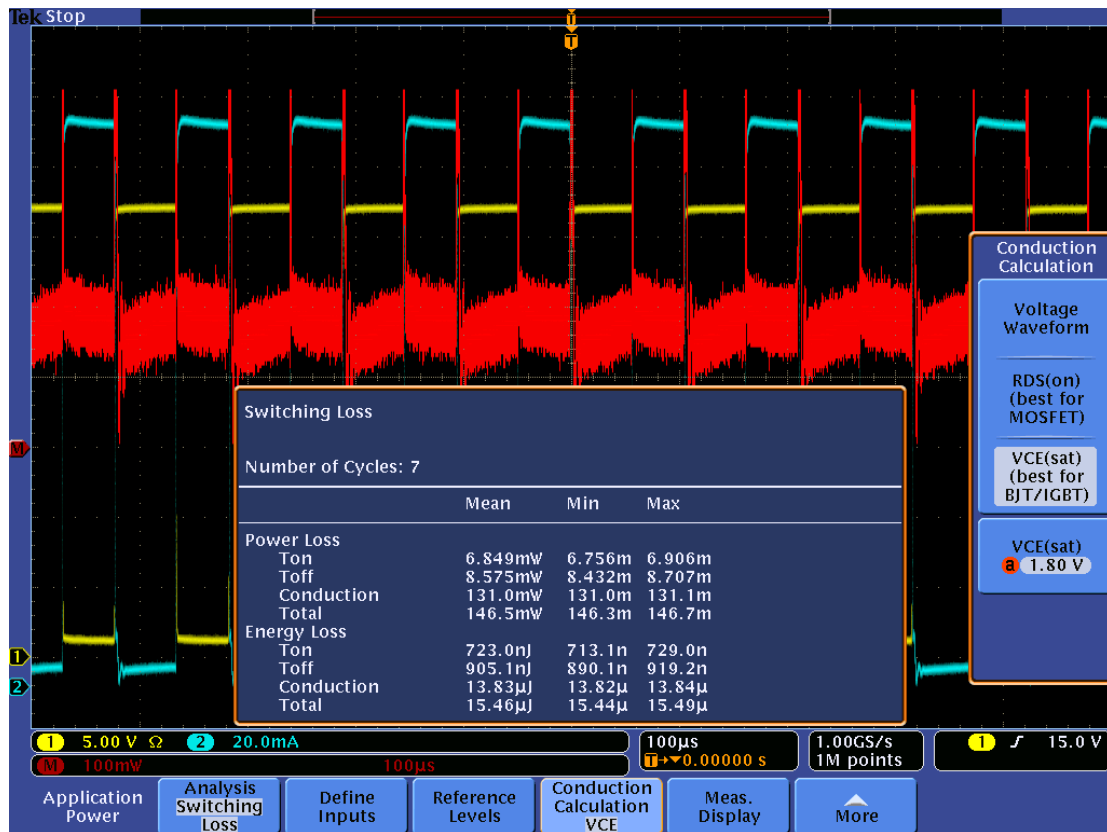 Tek Stop
T
T
Conduction
Calculation
Voltage
Waveform
RDS(on)
(best for
MOSFET)
VCE(sat)
(best for
BJT/IGBT)
VCE(sat)
a 1.80 V
M
1
2
Switching Loss
Number of Cycles: 7
Mean Min Max
Power Loss
Ton 6.849mW 6.756m 6.906m
Toff 8.575mW 8.432m 8.707m
Conduction 131.0mW 131.0m 131.1m
Total 146.5mW 146.3m 146.7m
Energy Loss
Ton 723.0nJ 713.1n 729.0n
Toff 905.1nJ 890.1n 919.2n
Conduction 13.83µJ 13.82µ 13.84µ
Total 15.46µJ 15.44µ 15.49µ
1 5.00 V Ω 2 20.0mA 100µs 1.00GS/s 1 15.0 V
M 100mW 100µs T→▼0.00000 s 1M points
Application
Power
Analysis
Switching
Loss
Define
Inputs
Reference
Levels
Conduction
Calculation
VCE
Meas.
Display
More